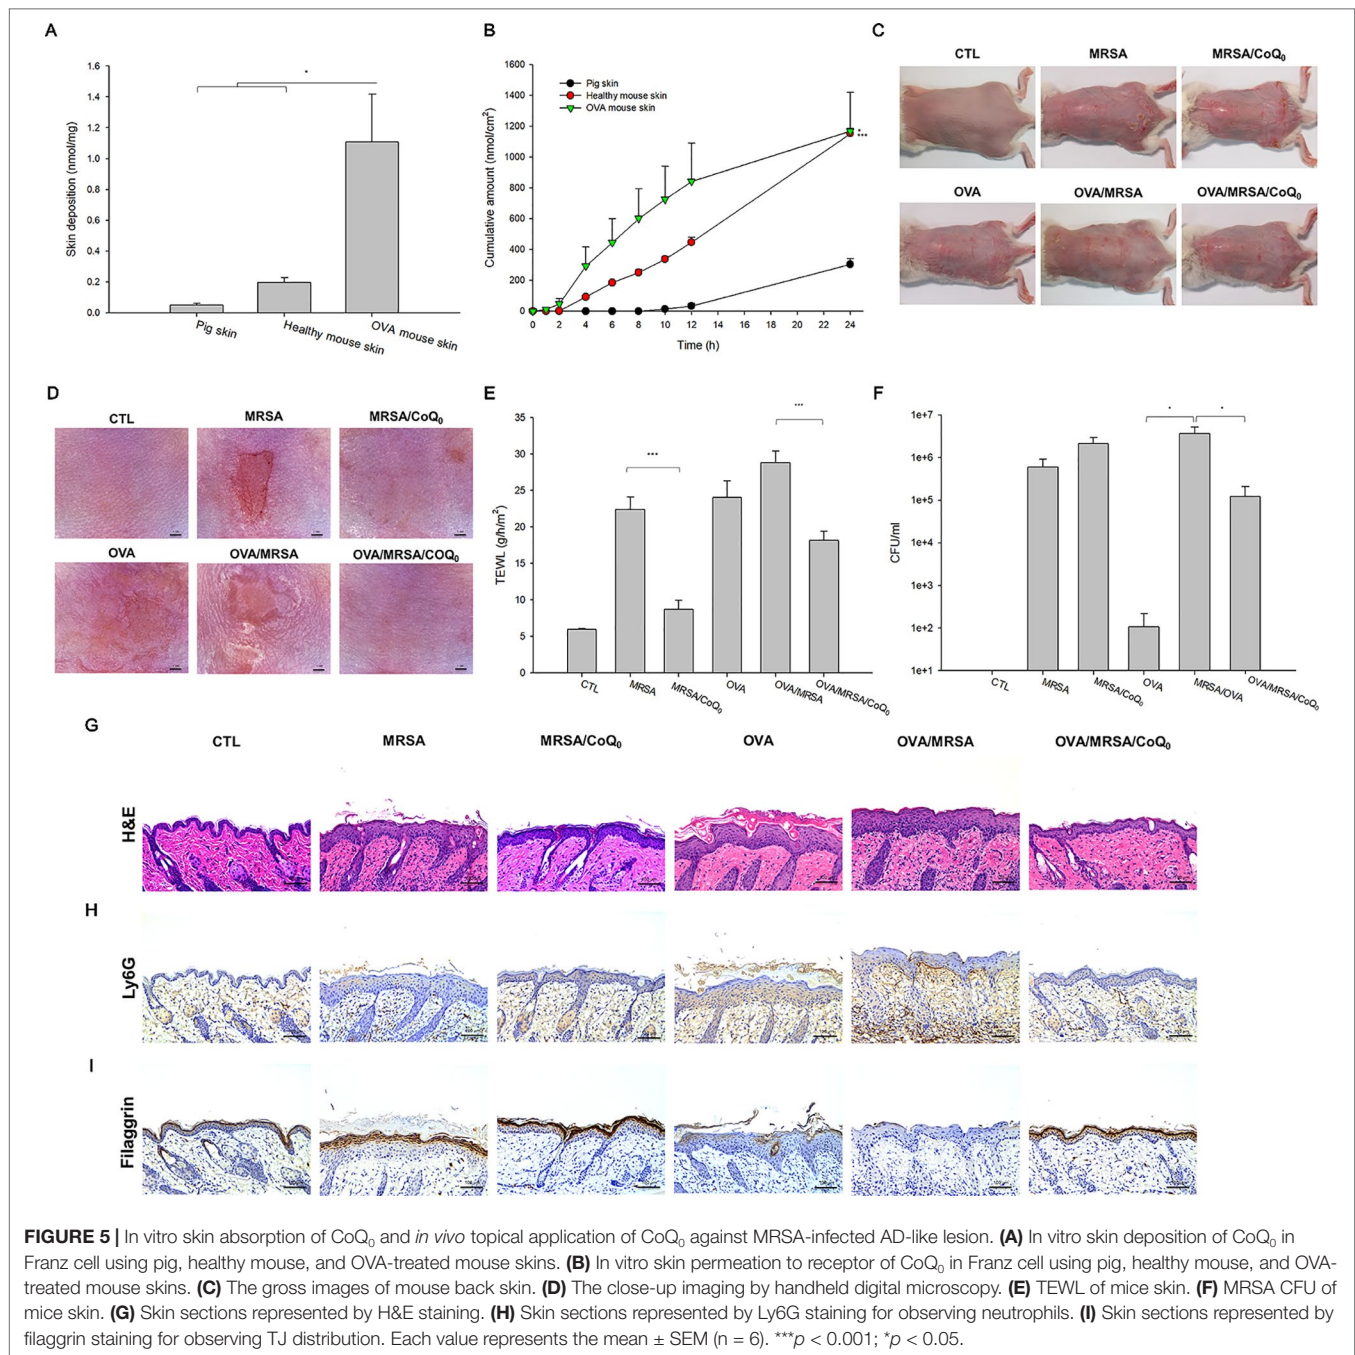 A
Skin deposition (nmol/mg)
1.6
1.4
1.2
1.0
0.8
0.6
0.4
0.2
0.0
*
Pig skin
Healthy mouse skin
OVA mouse skin
B
Cumulative amount (nmol/cm²)
1600
1400
1200
1000
800
600
400
200
0
Pig skin
Healthy mouse skin
OVA mouse skin
*
***
0 2 4 6 8 10 12 14 16 18 20 22 24
Time (h)
C
CTL MRSA MRSA/CoQ₀
OVA OVA/MRSA OVA/MRSA/CoQ₀
D
CTL MRSA MRSA/CoQ₀
OVA OVA/MRSA OVA/MRSA/COQ₀
E
TEWL (g/h/m²)
35
30
25
20
15
10
5
0
***
***
CTL
MRSA
MRSA/CoQ₀
OVA
OVA/MRSA
OVA/MRSA/CoQ₀
F
CFU/ml
1e+7
1e+6
1e+5
1e+4
1e+3
1e+2
1e+1
* *
CTL
MRSA
MRSA/CoQ₀
OVA
MRSA/OVA
OVA/MRSA/CoQ₀
G
CTL MRSA MRSA/CoQ₀ OVA OVA/MRSA OVA/MRSA/CoQ₀
H&E
H
Ly6G
I
Filaggrin
FIGURE 5 | In vitro skin absorption of CoQ₀ and in vivo topical application of CoQ₀ against MRSA-infected AD-like lesion. (A) In vitro skin deposition of CoQ₀ in
Franz cell using pig, healthy mouse, and OVA-treated mouse skins. (B) In vitro skin permeation to receptor of CoQ₀ in Franz cell using pig, healthy mouse, and OVA-
treated mouse skins. (C) The gross images of mouse back skin. (D) The close-up imaging by handheld digital microscopy. (E) TEWL of mice skin. (F) MRSA CFU of
mice skin. (G) Skin sections represented by H&E staining. (H) Skin sections represented by Ly6G staining for observing neutrophils. (I) Skin sections represented by
filaggrin staining for observing TJ distribution. Each value represents the mean ± SEM (n = 6). ***p < 0.001; *p < 0.05.